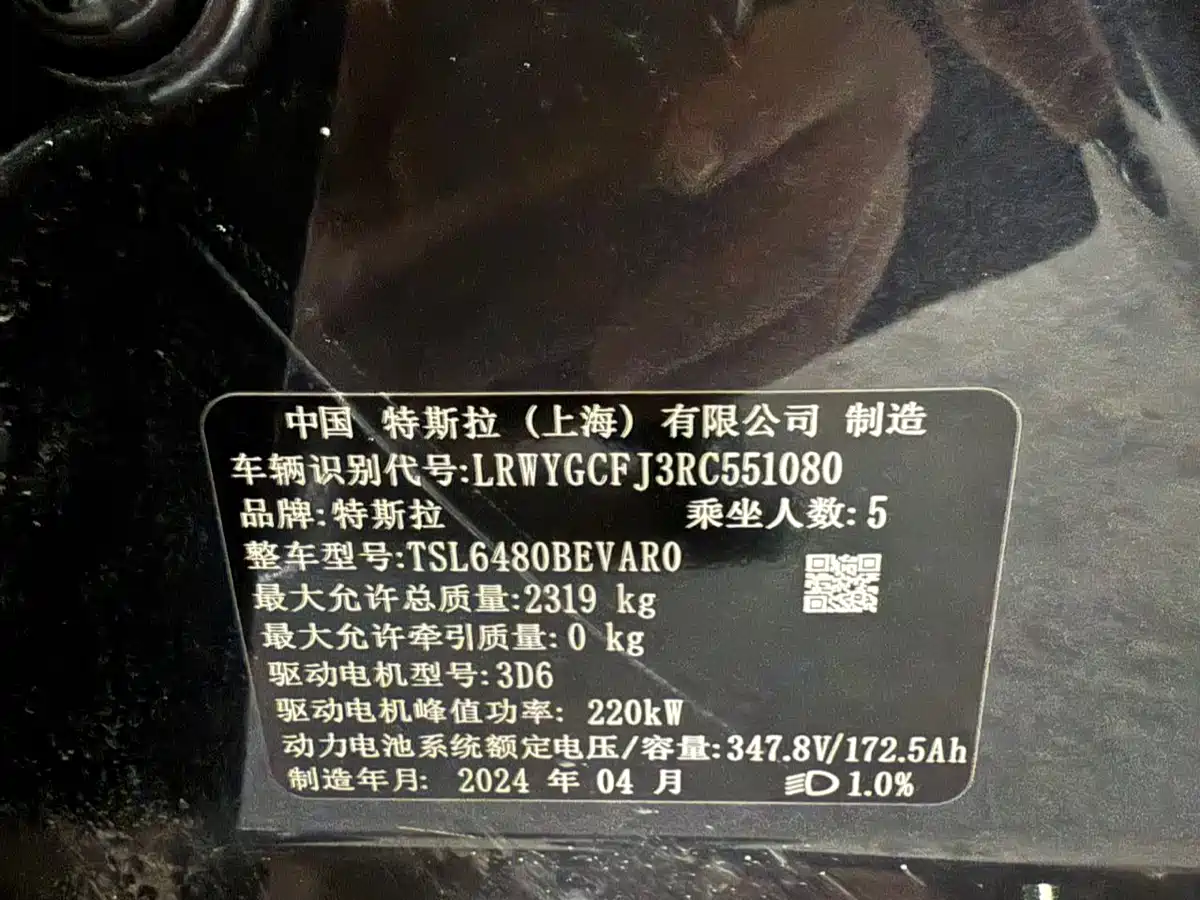 中国 特斯拉（上海）有限公司 制造
车辆识别代号:LRWYGCFJ3RC551080
品牌:特斯拉 乘坐人数:5
整车型号:TSL6480BEVAR0
最大允许总质量:2319 kg
最大允许牵引质量:0 kg
驱动电机型号:3D6
驱动电机峰值功率: 220kW
动力电池系统额定电压/容量:347.8V/172.5Ah
制造年月: 2024 年 04 月 1.0%